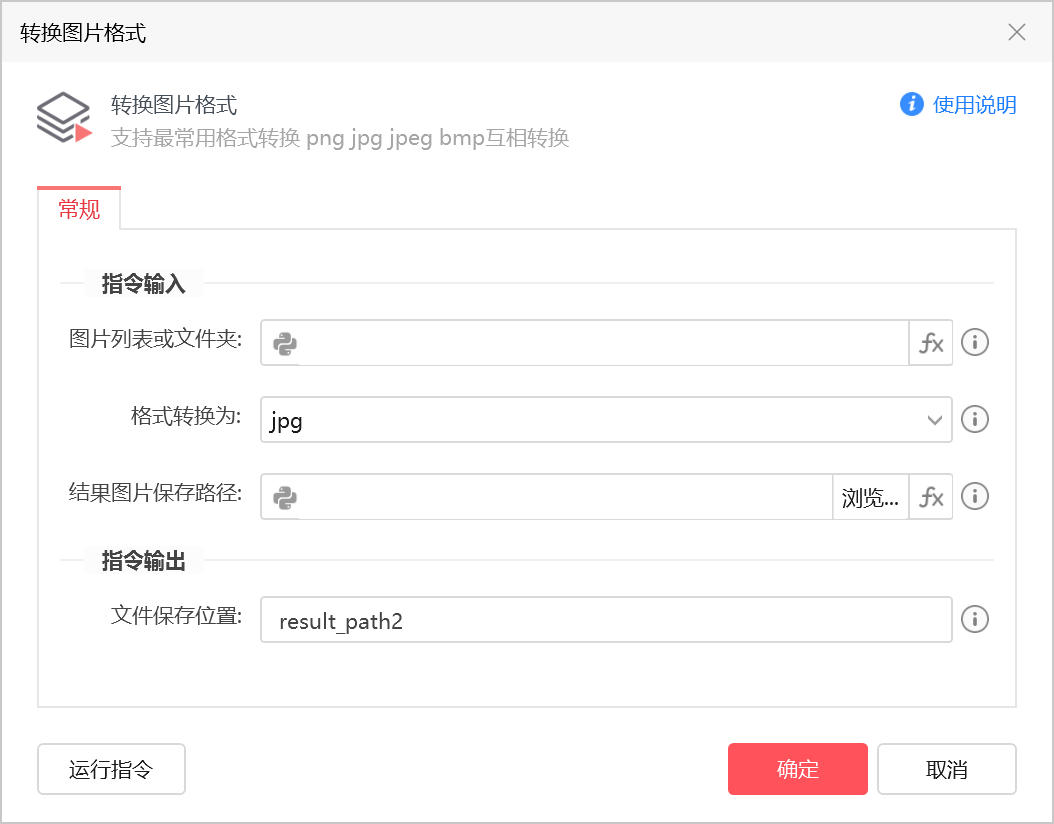 转换图片格式
转换图片格式
使用说明
支持最常用格式转换 png jpg jpeg bmp互相转换
常规
指令输入
图片列表或文件夹:
fx
格式转换为:
jpg
结果图片保存路径:
浏览...
fx
指令输出
文件保存位置:
result_path2
运行指令
确定
取消